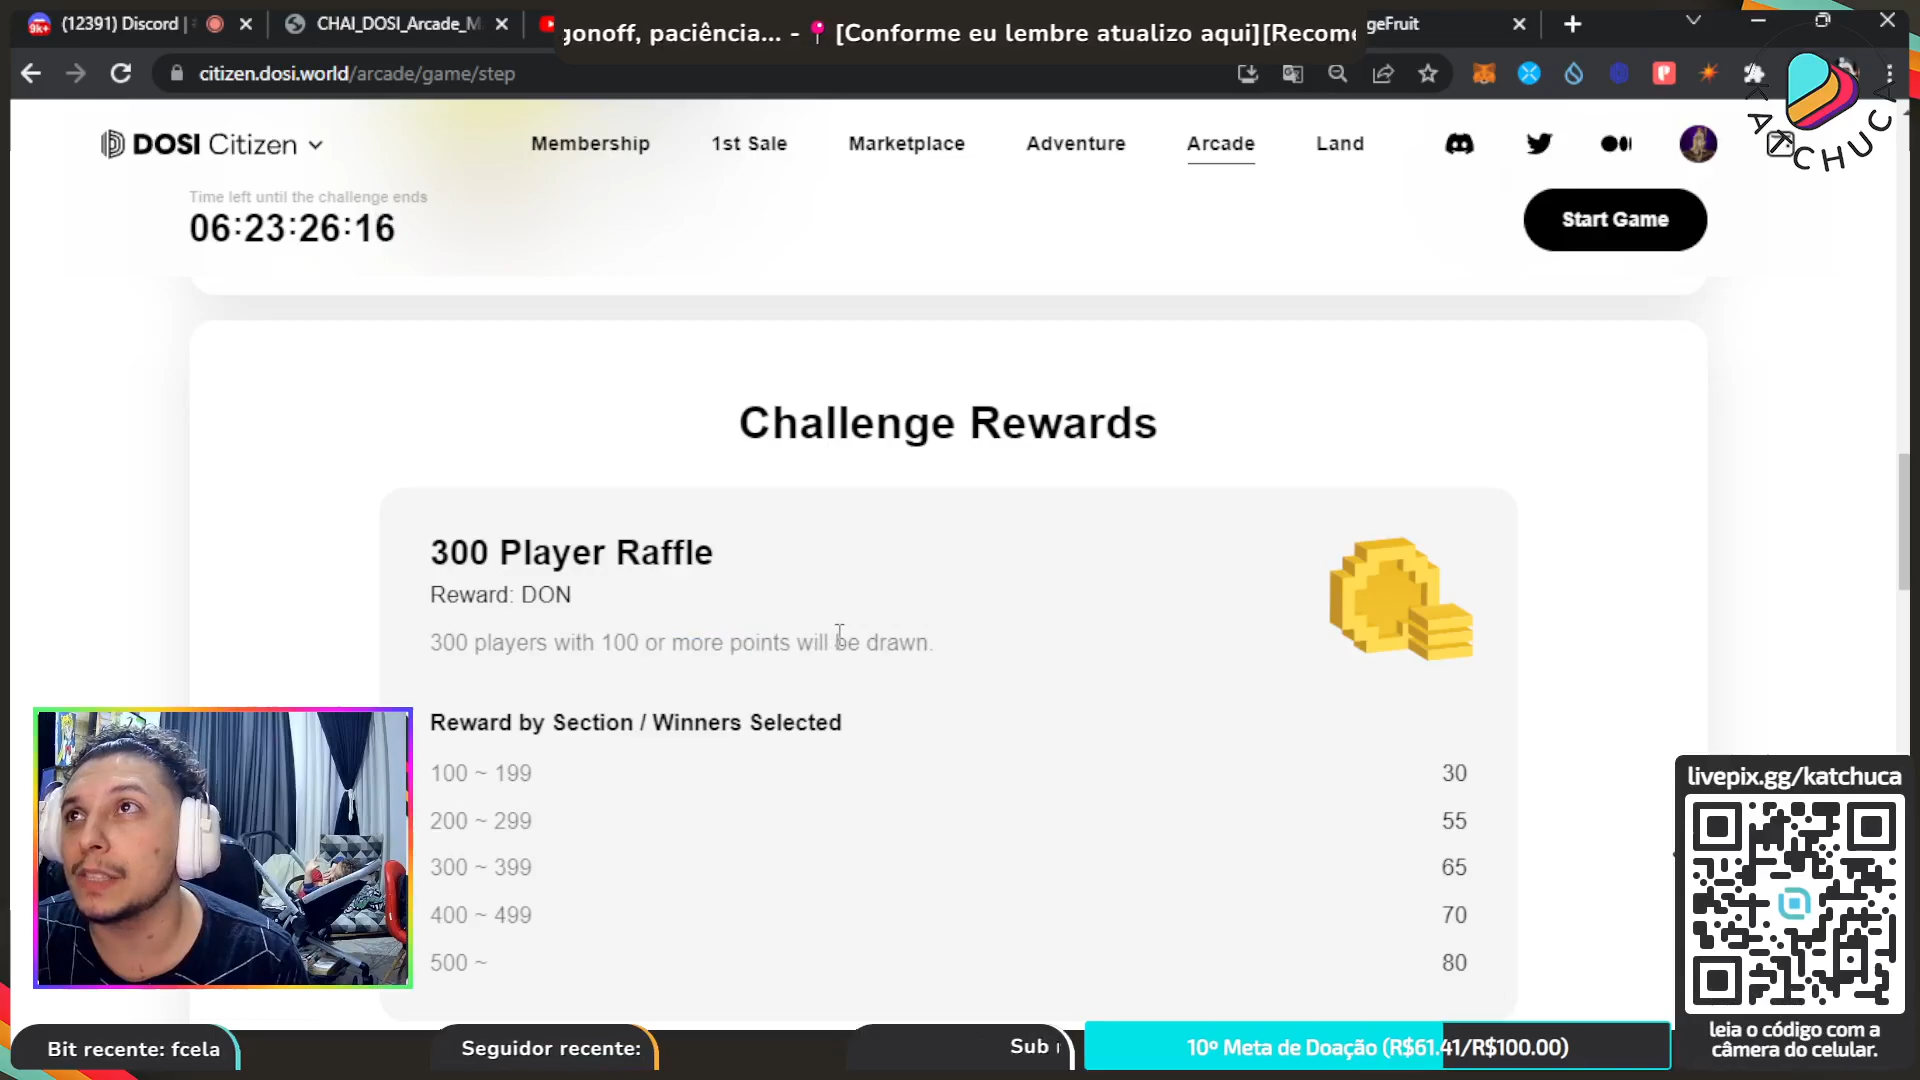 (12391) Discord |
CHAI_DOSI_Arcade_M
gonoff, paciência... - 📍 [Conforme eu lembre atualizo aqui][Recome
geFruit
citizen.dosi.world/arcade/game/step
KATCHUCA
DOSI Citizen
Membership
1st Sale
Marketplace
Adventure
Arcade
Land
Time left until the challenge ends
06:23:26:16
Start Game
Challenge Rewards
300 Player Raffle
Reward: DON
300 players with 100 or more points will be drawn.
Reward by Section / Winners Selected
100 ~ 199 30
200 ~ 299 55
300 ~ 399 65
400 ~ 499 70
500 ~ 80
livepix.gg/katchuca
leia o código com a
câmera do celular.
Bit recente: fcela
Seguidor recente:
Sub
10º Meta de Doação (R$61.41/R$100.00)